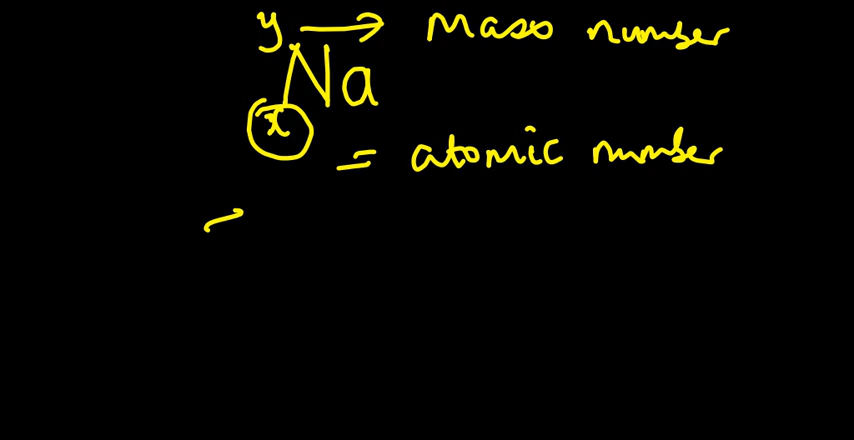 y → Mass number
Na
x
= atomic number